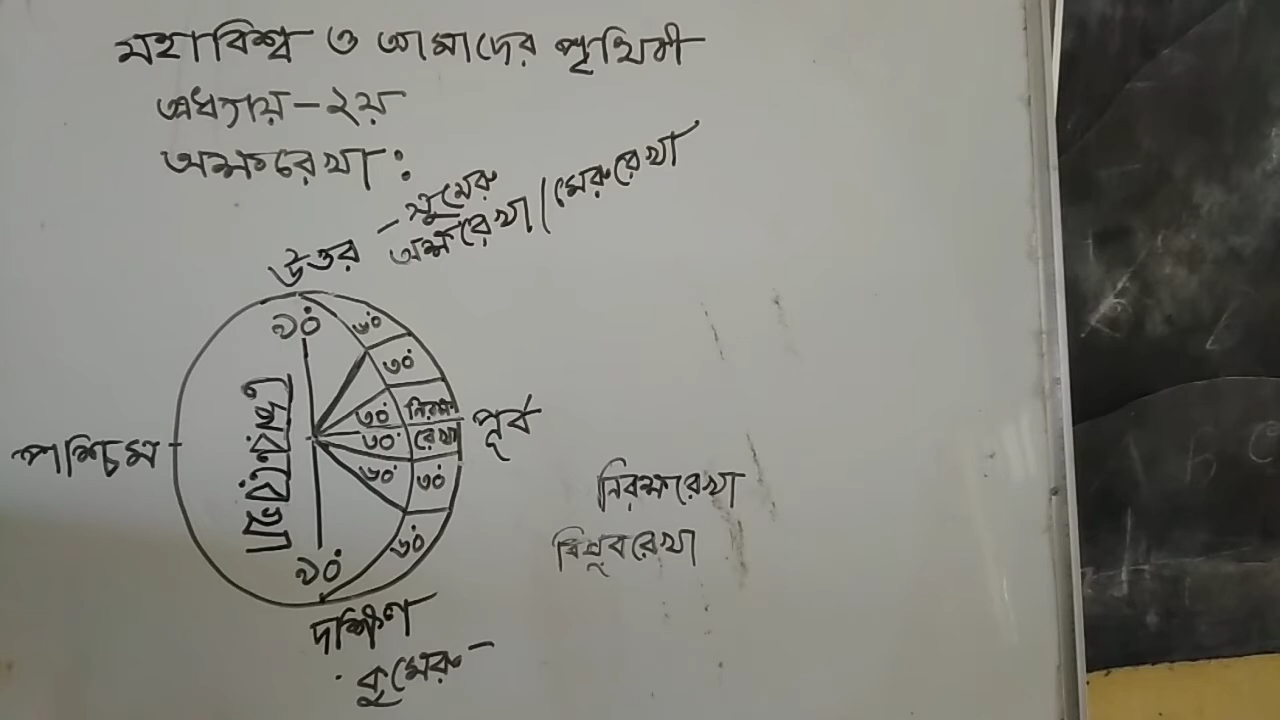 মহাবিশ্ব ও আমাদের পৃথিবী
অধ্যায় - ২য়
অক্ষরেখা :
- সুমেরু
উত্তর
অক্ষরেখা / মেরুরেখা
৯০°
৬০°
৩০°
৩০° নিরক্ষ
৩০° রেখা
পূর্ব
পশ্চিম
মেরুরেখা
৬০° ৩০°
৬০°
৯০°
নিরক্ষরেখা
বিষুবরেখা
দক্ষিণ
কুমেরু -